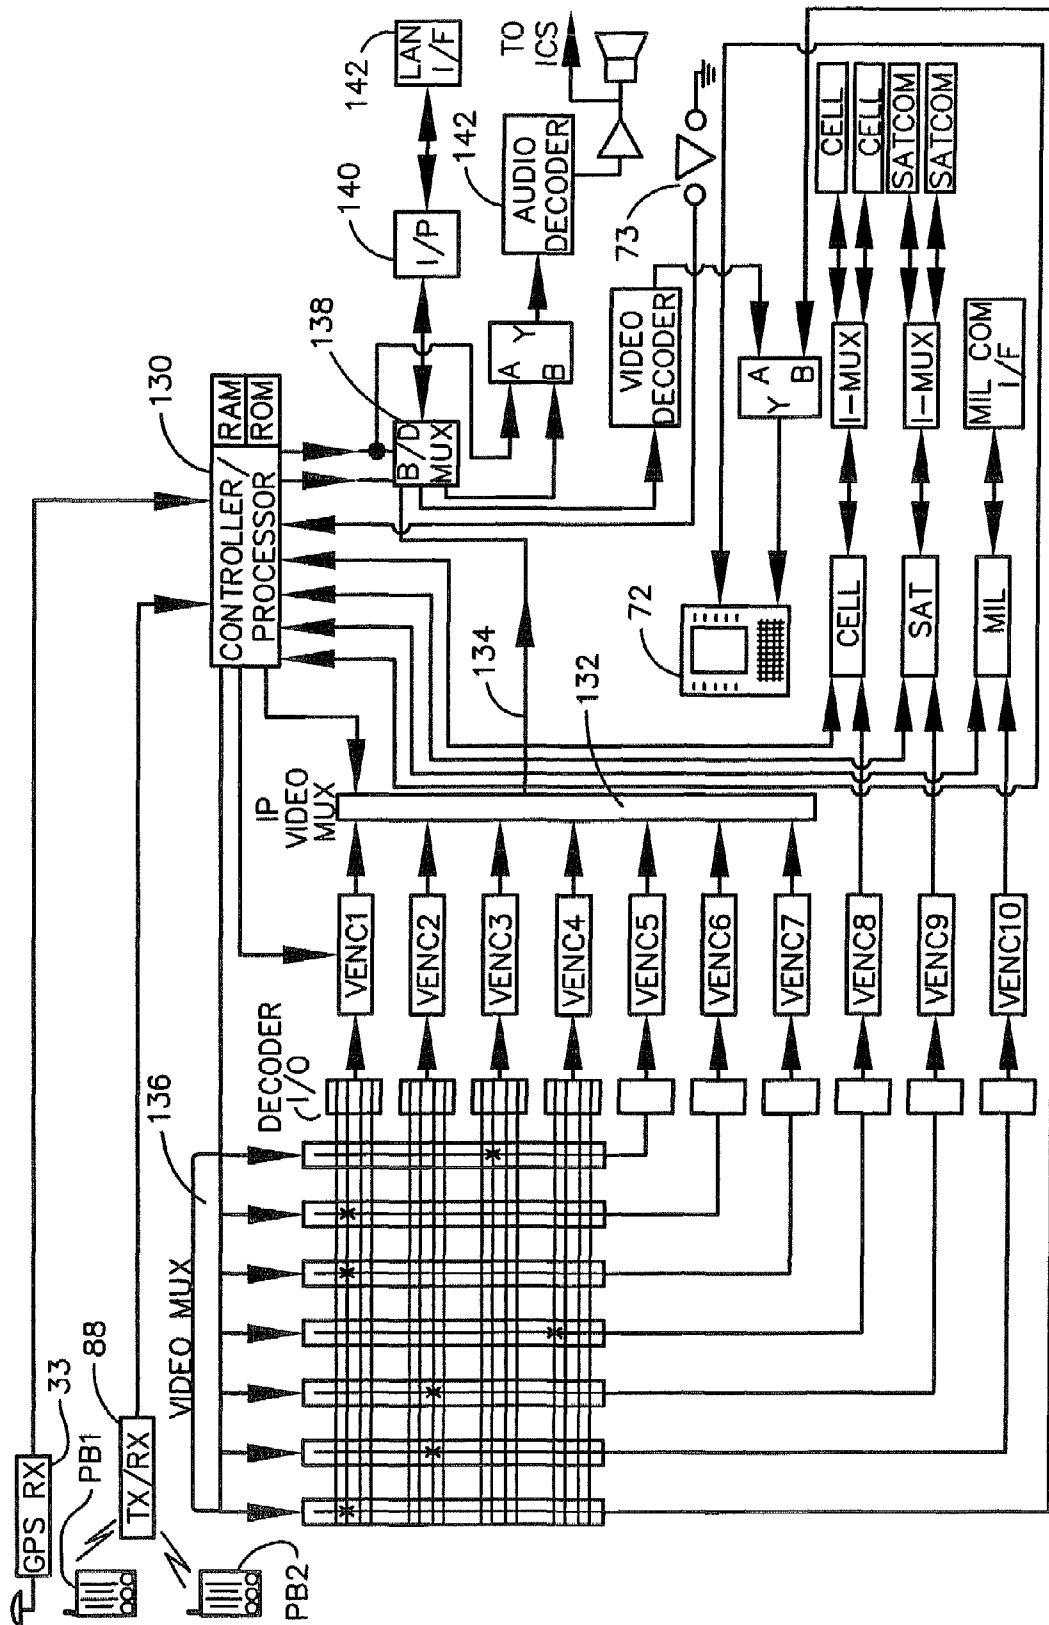 GPS RX
33
PB1
TX/RX
88
PB2
VIDEO MUX
136
DECODER
I/O
VENC1
VENC2
VENC3
VENC4
VENC5
VENC6
VENC7
VENC8
VENC9
VENC10
IP
VIDEO
MUX
132
134
CONTROLLER/
PROCESSOR
RAM
ROM
130
B/D
MUX
138
I/P
140
LAN
I/F
142
A
B
Y
AUDIO
DECODER
142
TO
ICS
73
VIDEO
DECODER
Y
A
B
72
CELL
SAT
MIL
I-MUX
I-MUX
MIL COM
I/F
CELL
CELL
SATCOM
SATCOM